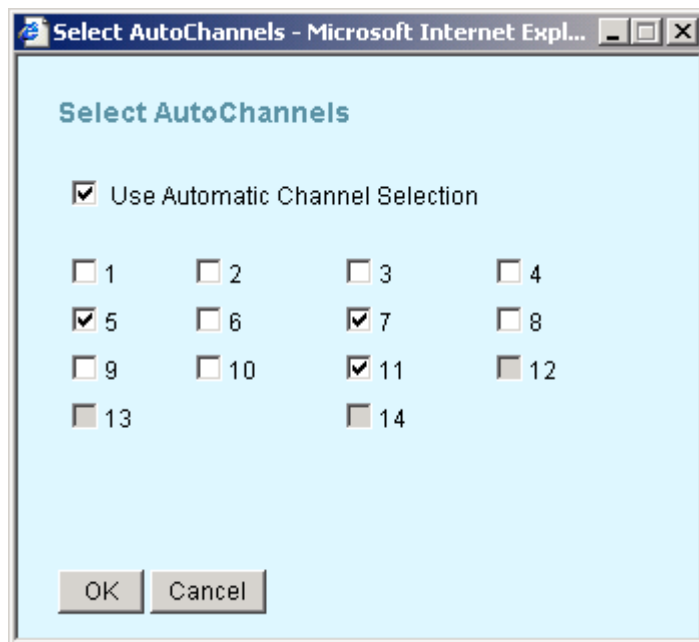 Select AutoChannels - Microsoft Internet Expl...
Select AutoChannels
Use Automatic Channel Selection
1 2 3 4
5 6 7 8
9 10 11 12
13 14
OK Cancel